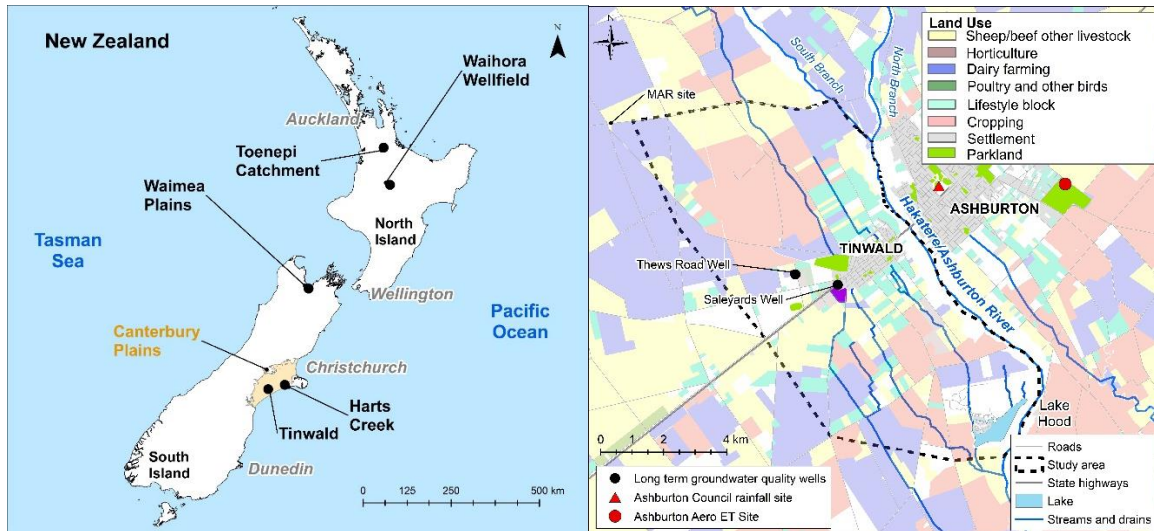 New Zealand
N
Waihora
Wellfield
Auckland
Toenepi
Catchment
Waimea
Plains
North
Island
Tasman
Sea
Wellington
Pacific
Ocean
Canterbury
Plains
Christchurch
Harts
Creek
Tinwald
South
Island
Dunedin
0 125 250 500 km
Land Use
Sheep/beef other livestock
Horticulture
Dairy farming
Poultry and other birds
Lifestyle block
Cropping
Settlement
Parkland
N
South Branch
North Branch
MAR site
ASHBURTON
Hakatere/Ashburton River
TINWALD
Thews Road Well
Saleyards Well
Lake
Hood
0 2 4 km
Long term groundwater quality wells
Ashburton Council rainfall site
Ashburton Aero ET Site
Roads
Study area
State highways
Lake
Streams and drains